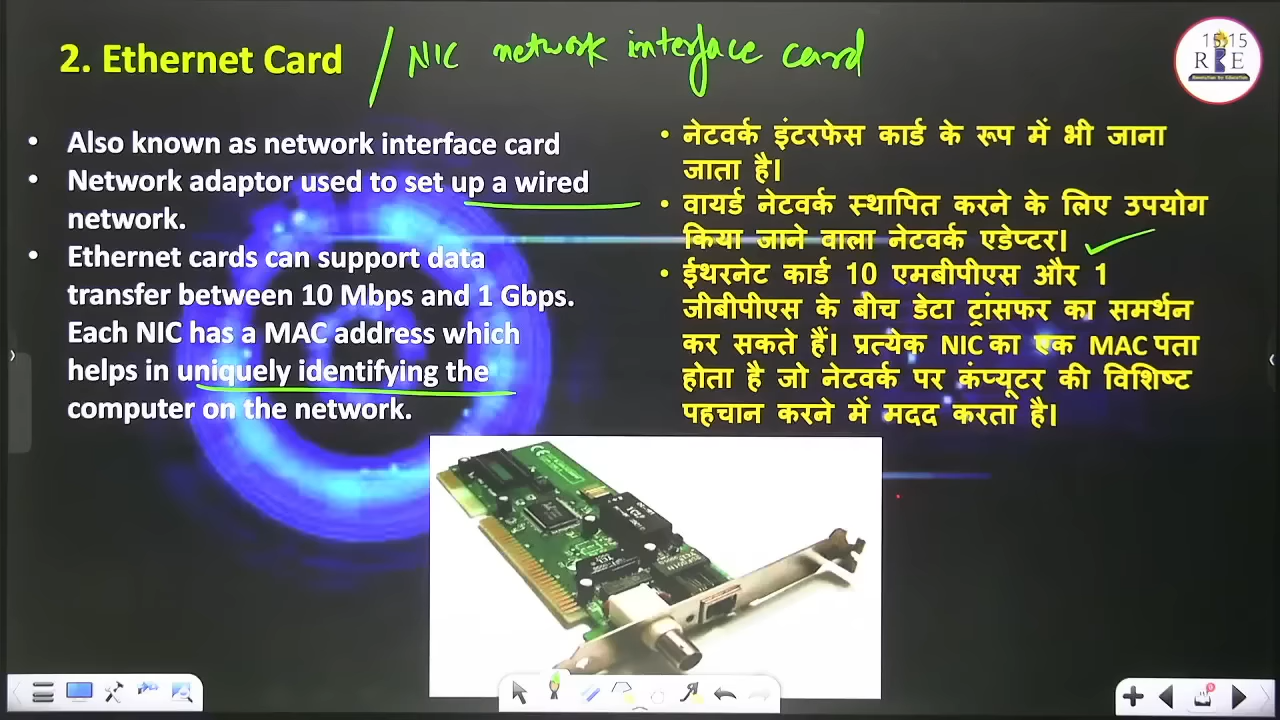 2. Ethernet Card / NIC network interface card
15:15
R E
Revolution by Education
• Also known as network interface card
• Network adaptor used to set up a wired
network.
• Ethernet cards can support data
transfer between 10 Mbps and 1 Gbps.
Each NIC has a MAC address which
helps in uniquely identifying the
computer on the network.
• नेटवर्क इंटरफेस कार्ड के रूप में भी जाना
जाता है।
• वायर्ड नेटवर्क स्थापित करने के लिए उपयोग
किया जाने वाला नेटवर्क एडेप्टर।
• ईथरनेट कार्ड 10 एमबीपीएस और 1
जीबीपीएस के बीच डेटा ट्रांसफर का समर्थन
कर सकते हैं। प्रत्येक NIC का एक MAC पता
होता है जो नेटवर्क पर कंप्यूटर की विशिष्ट
पहचान करने में मदद करता है।